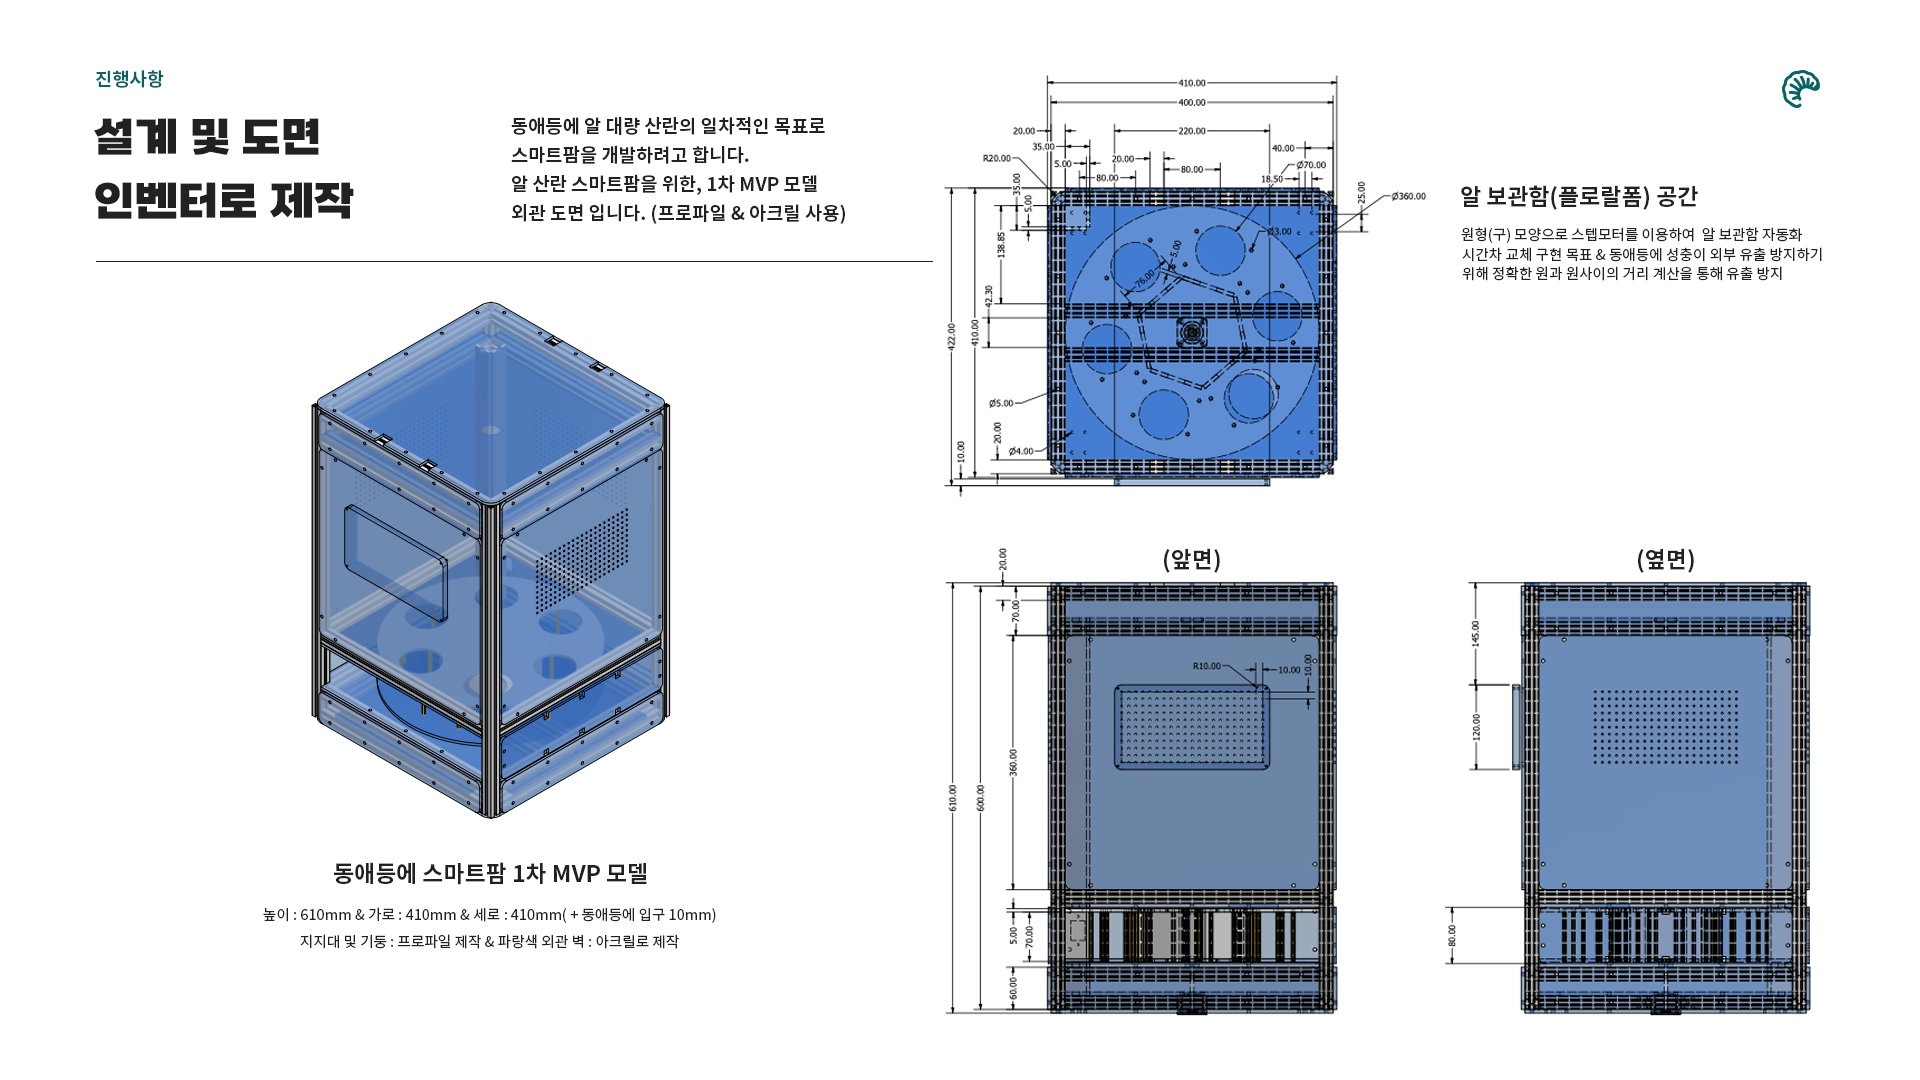 진행사항
설계 및 도면
인벤터로 제작
동애등에 알 대량 산란의 일차적인 목표로
스마트팜을 개발하려고 합니다.
알 산란 스마트팜을 위한, 1차 MVP 모델
외관 도면 입니다. (프로파일 & 아크릴 사용)
동애등에 스마트팜 1차 MVP 모델
높이 : 610mm & 가로 : 410mm & 세로 : 410mm( + 동애등에 입구 10mm)
지지대 및 기둥 : 프로파일 제작 & 파랑색 외관 벽 : 아크릴로 제작
410.00
400.00
20.00
220.00
35.00
40.00
R20.00
5.00
20.00
80.00
80.00
Ø70.00
18.50
35.00
5.00
25.00
Ø360.00
138.85
Ø3.00
5.00
76.00
42.30
422.00
410.00
Ø5.00
20.00
10.00
Ø4.00
알 보관함(플로랄폼) 공간
원형(구) 모양으로 스텝모터를 이용하여 알 보관함 자동화
시간차 교체 구현 목표 & 동애등에 성충이 외부 유출 방지하기
위해 정확한 원과 원사이의 거리 계산을 통해 유출 방지
(앞면)
20.00
70.00
R10.00
10.00
10.00
360.00
610.00
600.00
5.00
70.00
60.00
(옆면)
145.00
120.00
80.00